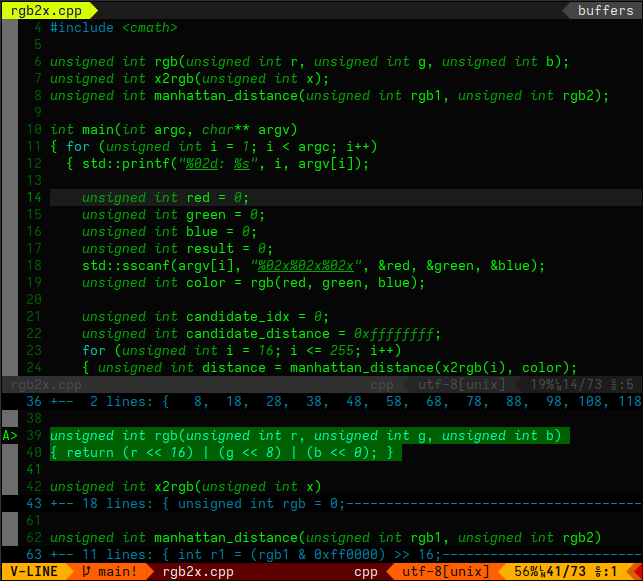 rgb2x.cpp buffers
4 #include <cmath>
5
6 unsigned int rgb(unsigned int r, unsigned int g, unsigned int b);
7 unsigned int x2rgb(unsigned int x);
8 unsigned int manhattan_distance(unsigned int rgb1, unsigned int rgb2);
9
10 int main(int argc, char** argv)
11 { for (unsigned int i = 1; i < argc; i++)
12 { std::printf("%02d: %s", i, argv[i]);
13
14 unsigned int red = 0;
15 unsigned int green = 0;
16 unsigned int blue = 0;
17 unsigned int result = 0;
18 std::sscanf(argv[i], "%02x%02x%02x", &red, &green, &blue);
19 unsigned int color = rgb(red, green, blue);
20
21 unsigned int candidate_idx = 0;
22 unsigned int candidate_distance = 0xffffffff;
23 for (unsigned int i = 16; i <= 255; i++)
24 { unsigned int distance = manhattan_distance(x2rgb(i), color);
rgb2x.cpp cpp utf-8[unix] 19% 14/73 :5
36 +-- 2 lines: { 8, 18, 28, 38, 48, 58, 68, 78, 88, 98, 108, 118
38
A> 39 unsigned int rgb(unsigned int r, unsigned int g, unsigned int b)
40 { return (r << 16) | (g << 8) | (b << 0); }
41
42 unsigned int x2rgb(unsigned int x)
43 +-- 18 lines: { unsigned int rgb = 0;-------------------------------------
61
62 unsigned int manhattan_distance(unsigned int rgb1, unsigned int rgb2)
63 +-- 11 lines: { int r1 = (rgb1 & 0xff0000) >> 16;-------------------------
V-LINE main! rgb2x.cpp cpp utf-8[unix] 56% 41/73 :1